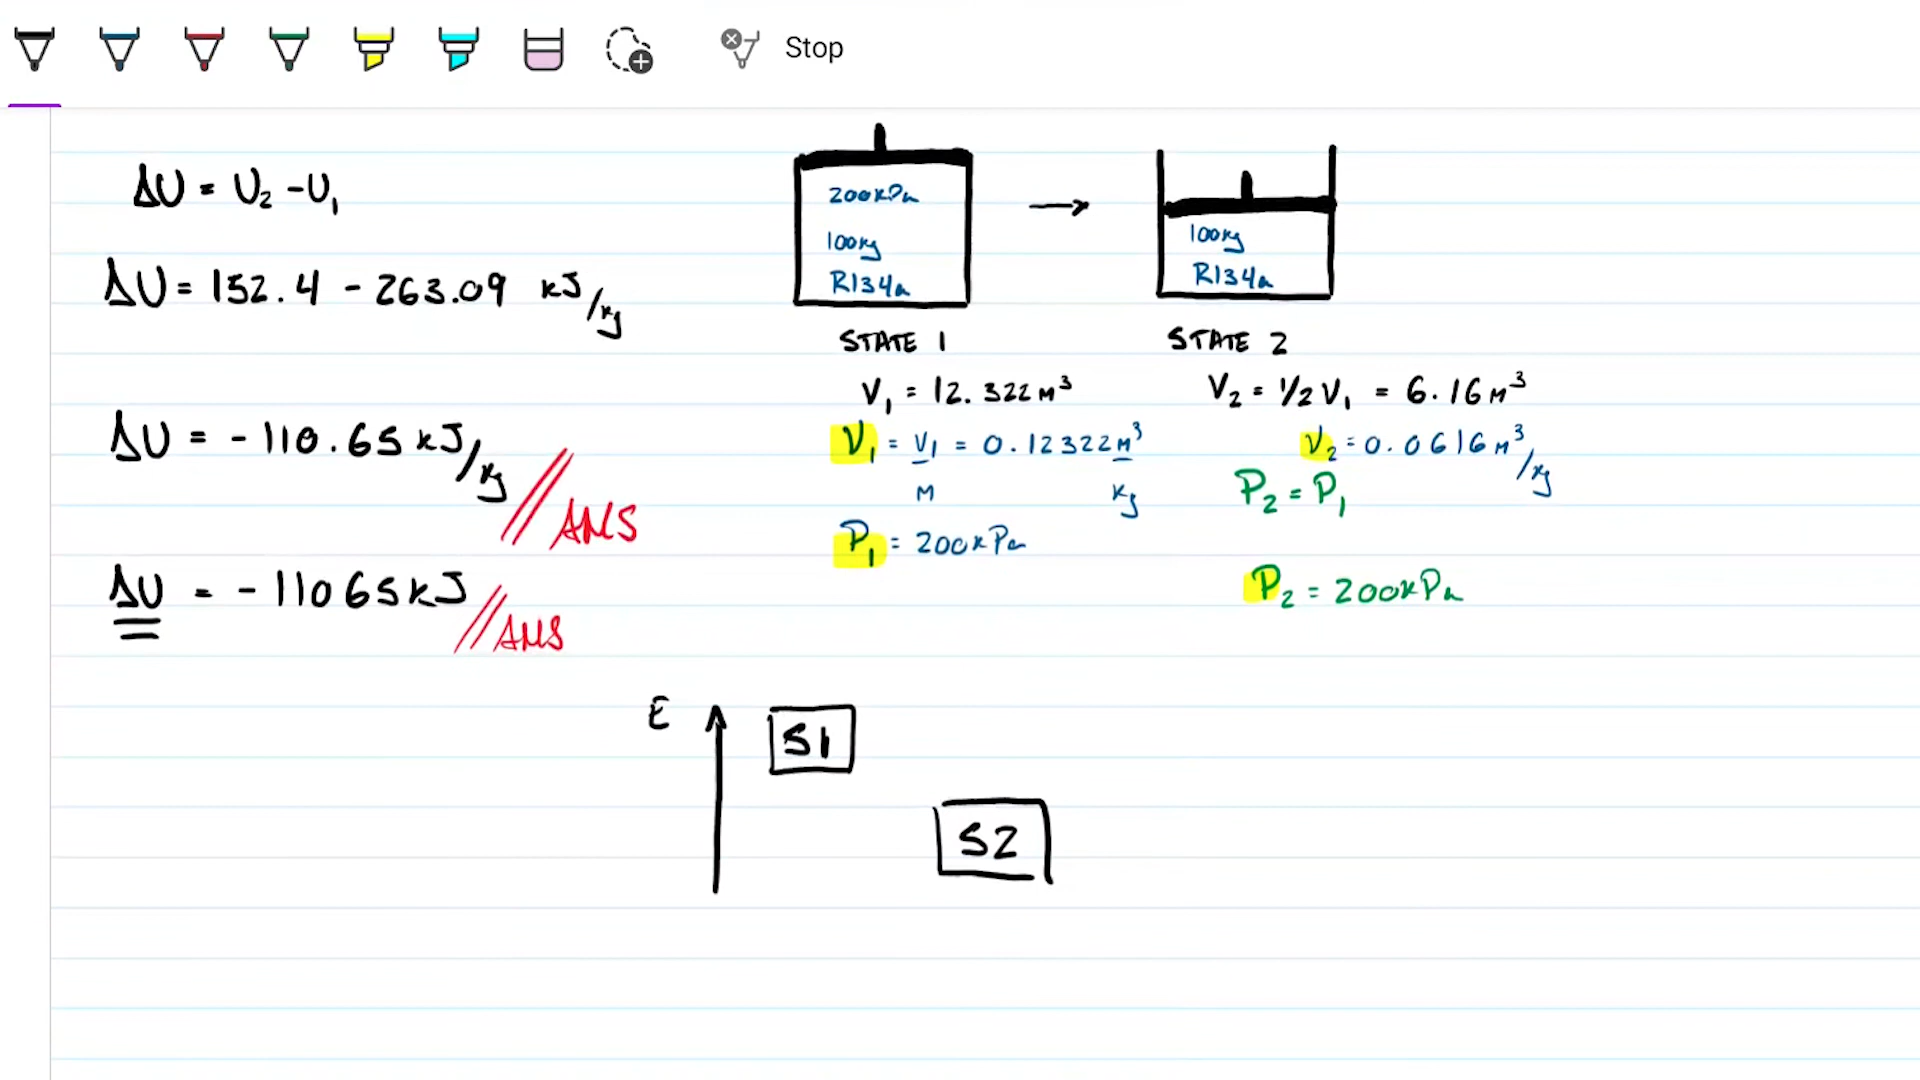 Stop
ΔU = U₂ - U₁
ΔU = 152.4 - 263.09 kJ/kg
ΔU = -110.65 kJ/kg // ANS
ΔU = -11065 kJ // ANS
200kPa
100kg
R134a
STATE 1
V₁ = 12.322 m³
V₁ = V₁/M = 0.12322 m³/kg
P₁ = 200kPa
→
100kg
R134a
STATE 2
V₂ = 1/2 V₁ = 6.16 m³
V₂ = 0.0616 m³/kg
P₂ = P₁
P₂ = 200kPa
E
S1
S2